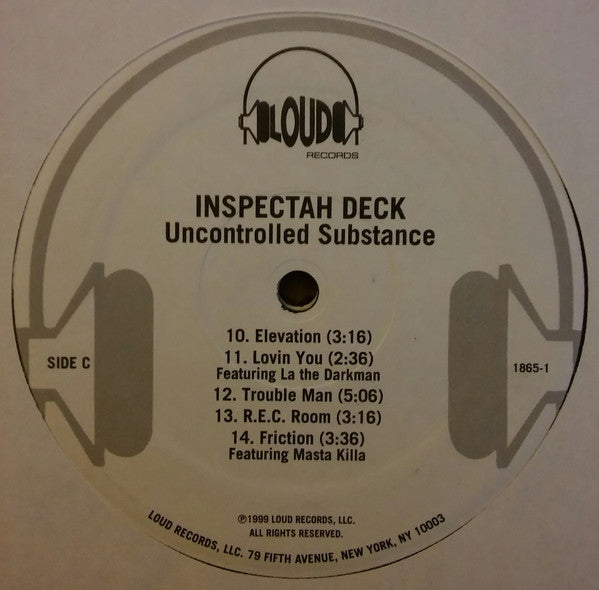 LOUD
RECORDS
INSPECTAH DECK
Uncontrolled Substance
SIDE C
1865-1
10. Elevation (3:16)
11. Lovin You (2:36)
Featuring La the Darkman
12. Trouble Man (5:06)
13. R.E.C. Room (3:16)
14. Friction (3:36)
Featuring Masta Killa
℗1999 LOUD RECORDS, LLC.
ALL RIGHTS RESERVED.
LOUD RECORDS, LLC. 79 FIFTH AVENUE, NEW YORK, NY 10003